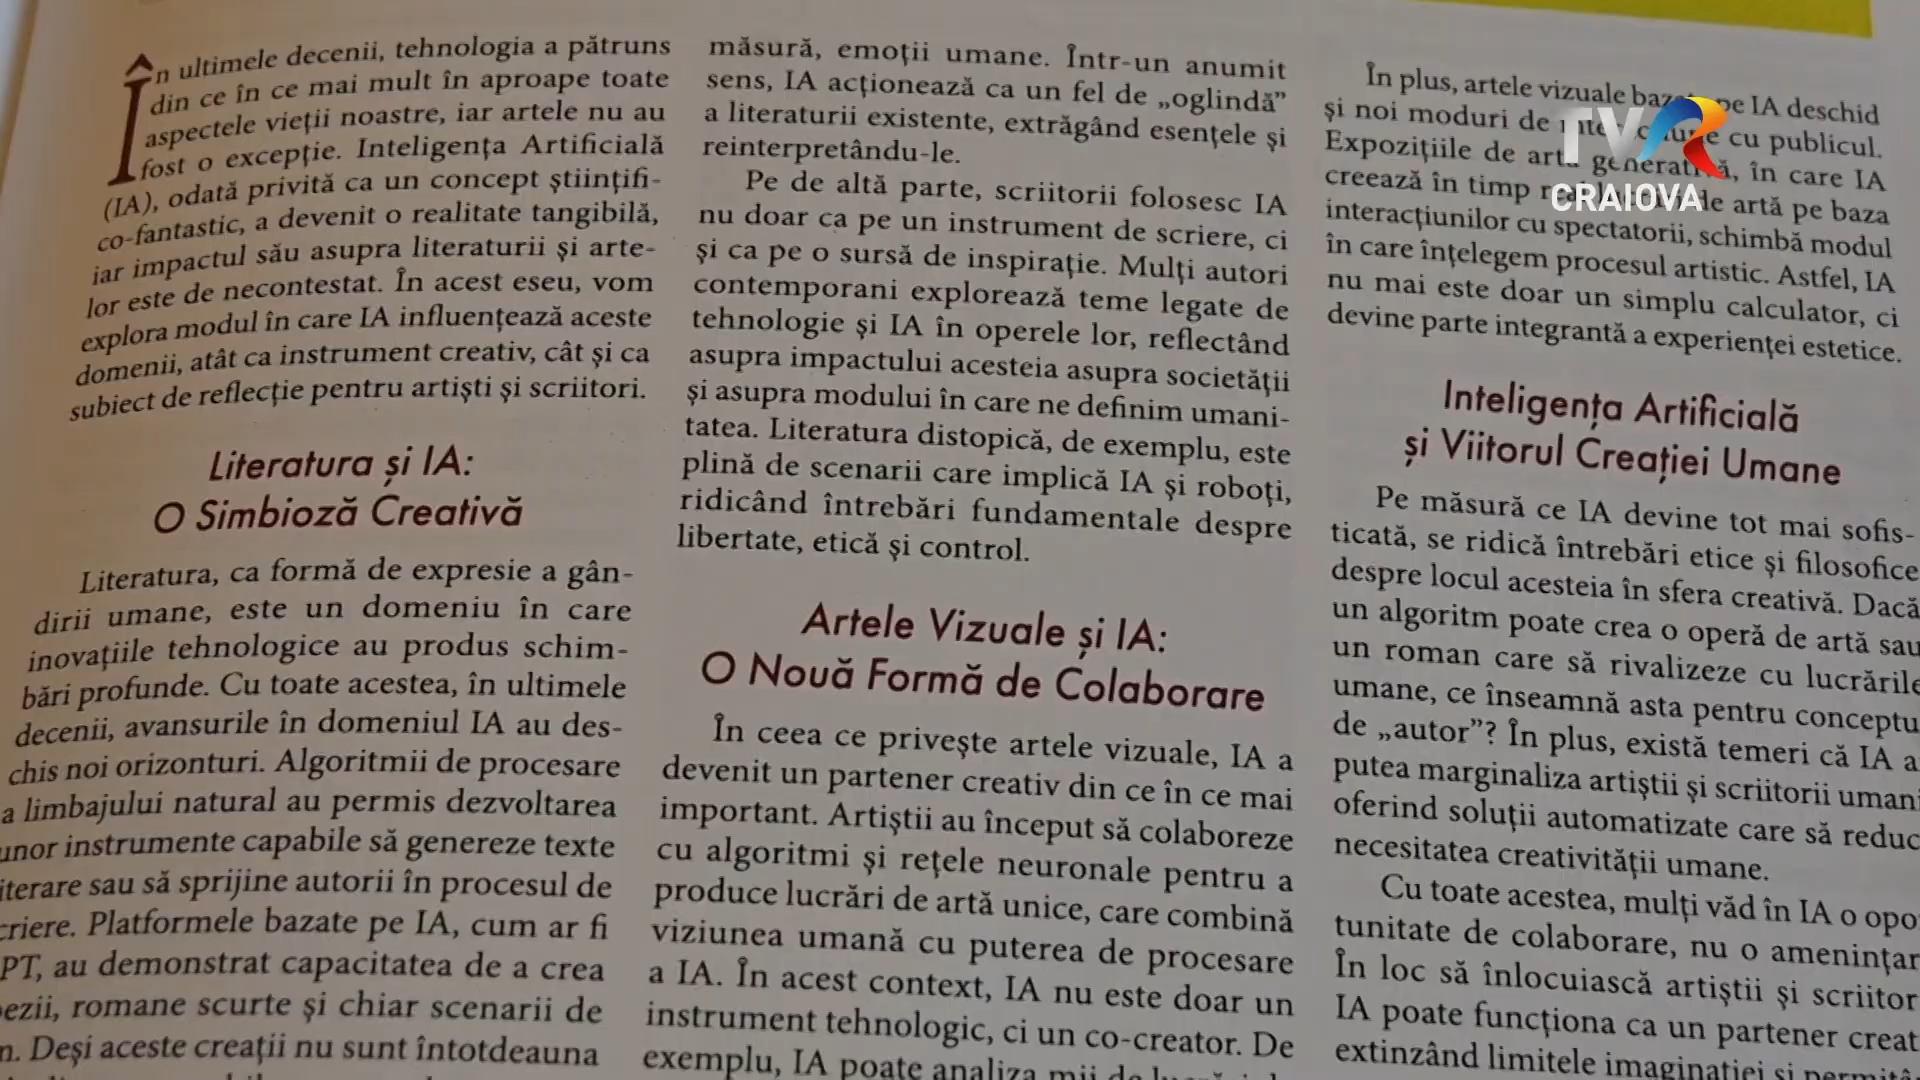 În ultimele decenii, tehnologia a pătruns
din ce în ce mai mult în aproape toate
aspectele vieții noastre, iar artele nu au
fost o excepție. Inteligența Artificială
(IA), odată privită ca un concept științifi-
co-fantastic, a devenit o realitate tangibilă,
iar impactul său asupra literaturii și arte-
lor este de necontestat. În acest eseu, vom
explora modul în care IA influențează aceste
domenii, atât ca instrument creativ, cât și ca
subiect de reflecție pentru artiști și scriitori.
Literatura și IA:
O Simbioză Creativă
Literatura, ca formă de expresie a gân-
dirii umane, este un domeniu în care
inovațiile tehnologice au produs schim-
bări profunde. Cu toate acestea, în ultimele
decenii, avansurile în domeniul IA au des-
chis noi orizonturi. Algoritmii de procesare
a limbajului natural au permis dezvoltarea
unor instrumente capabile să genereze texte
iterare sau să sprijine autorii în procesul de
criere. Platformele bazate pe IA, cum ar fi
PT, au demonstrat capacitatea de a crea
ezii, romane scurte și chiar scenarii de
Deși aceste creații nu sunt întotdeauna
măsură, emoții umane. Într-un anumit
sens, IA acționează ca un fel de „oglindă”
a literaturii existente, extrăgând esențele și
reinterpretându-le.
Pe de altă parte, scriitorii folosesc IA
nu doar ca pe un instrument de scriere, ci
și ca pe o sursă de inspirație. Mulți autori
contemporani explorează teme legate de
tehnologie și IA în operele lor, reflectând
asupra impactului acesteia asupra societății
și asupra modului în care ne definim umani-
tatea. Literatura distopică, de exemplu, este
plină de scenarii care implică IA și roboți,
ridicând întrebări fundamentale despre
libertate, etică și control.
Artele Vizuale și IA:
O Nouă Formă de Colaborare
În ceea ce privește artele vizuale, IA a
devenit un partener creativ din ce în ce mai
important. Artiștii au început să colaboreze
cu algoritmi și rețele neuronale pentru a
produce lucrări de artă unice, care combină
viziunea umană cu puterea de procesare
a IA. În acest context, IA nu este doar un
instrument tehnologic, ci un co-creator. De
exemplu, IA poate analiza mii de
În plus, artele vizuale pe IA deschid
și noi moduri de cu publicul.
Expozițiile de artă generativă, în care IA
creează în timp de artă pe baza
interacțiunilor cu spectatorii, schimbă modul
în care înțelegem procesul artistic. Astfel, IA
nu mai este doar un simplu calculator, ci
devine parte integrantă a experienței estetice.
Inteligența Artificială
și Viitorul Creației Umane
Pe măsură ce IA devine tot mai sofis-
ticată, se ridică întrebări etice și filosofice
despre locul acesteia în sfera creativă. Dacă
un algoritm poate crea o operă de artă sau
un roman care să rivalizeze cu lucrările
umane, ce înseamnă asta pentru conceptu
de „autor”? În plus, există temeri că IA a
putea marginaliza artiștii și scriitorii umani
oferind soluții automatizate care să reduc
necesitatea creativității umane.
Cu toate acestea, mulți văd în IA o opo
tunitate de colaborare, nu o amenințar
În loc să înlocuiască artiștii și scriitor
IA poate funcționa ca un partener creat
extinzând limitele imaginației și
TVR
CRAIOVA